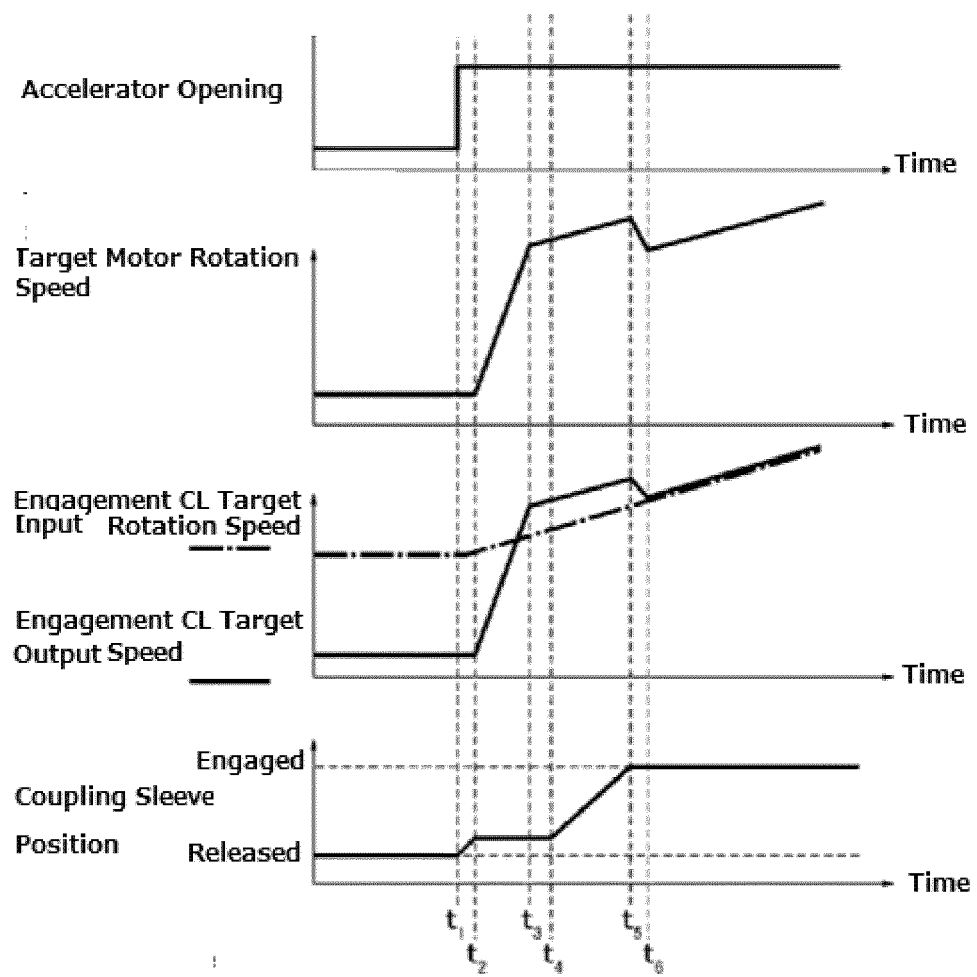 Accelerator Opening
Time
Target Motor Rotation
Speed
Time
Engagement CL Target
Input Rotation Speed
Engagement CL Target
Output Speed
Time
Engaged
Coupling Sleeve
Position
Released
Time
t1 t2 t3 t4 t5 t6